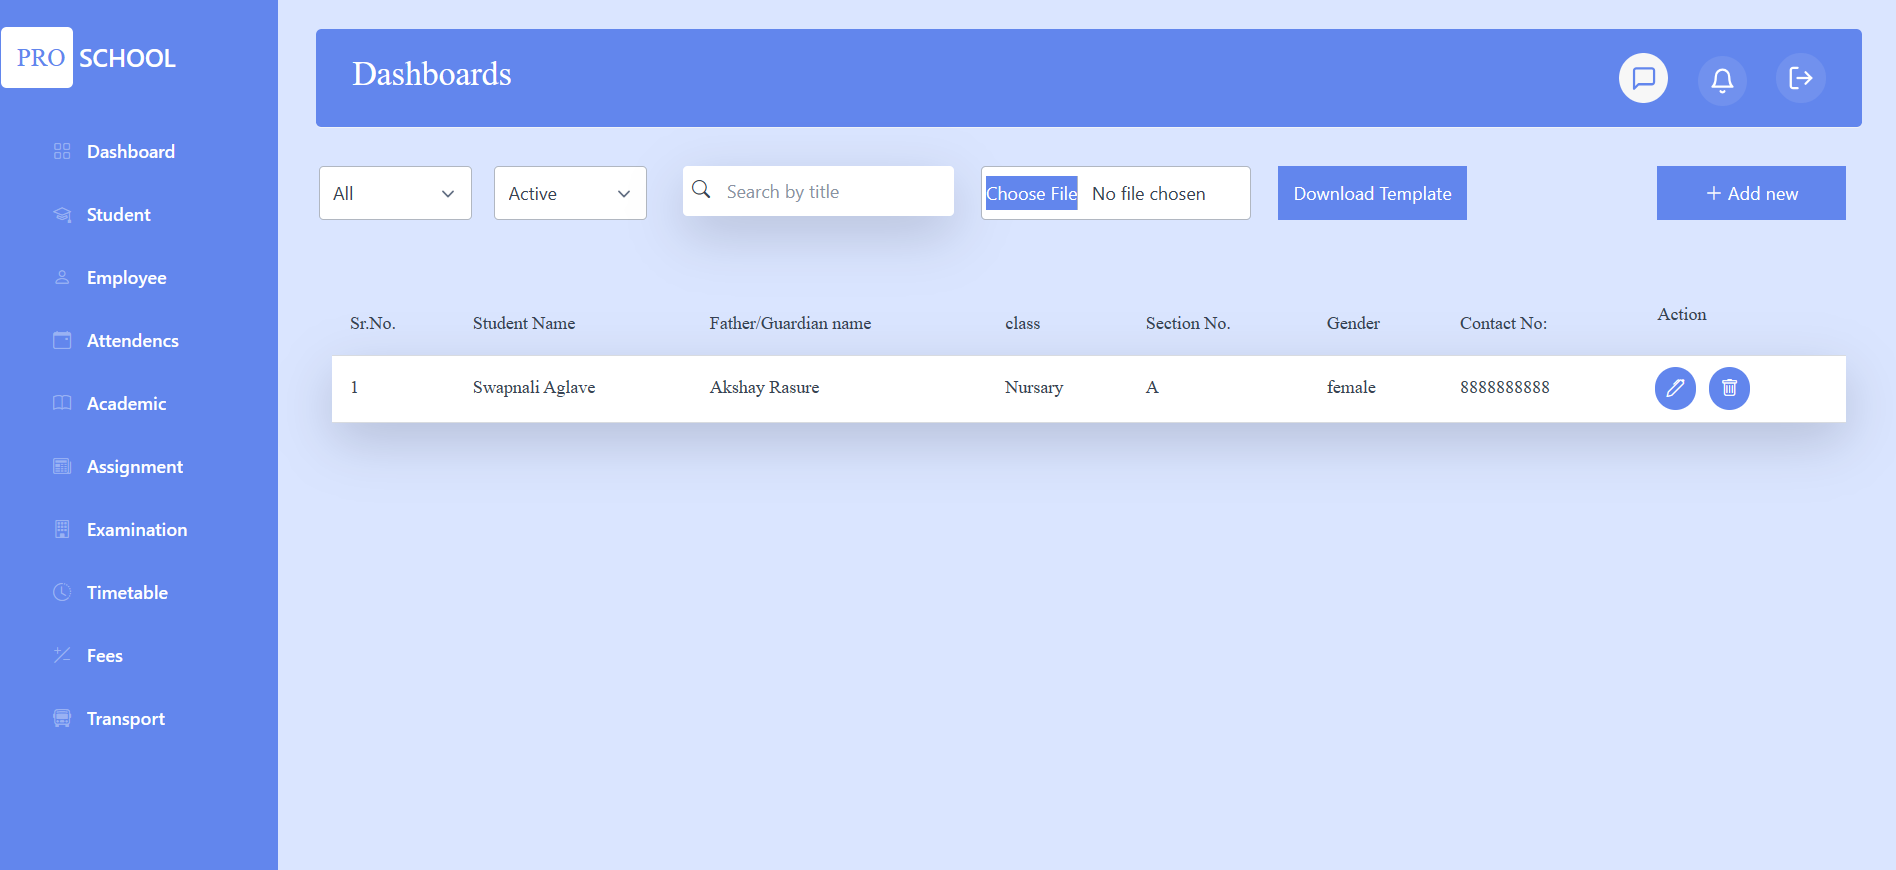 PRO SCHOOL
Dashboard
Student
Employee
Attendencs
Academic
Assignment
Examination
Timetable
Fees
Transport
Dashboards
All Active Search by title Choose File No file chosen Download Template + Add new
Sr.No. Student Name Father/Guardian name class Section No. Gender Contact No: Action
1 Swapnali Aglave Akshay Rasure Nursary A female 8888888888